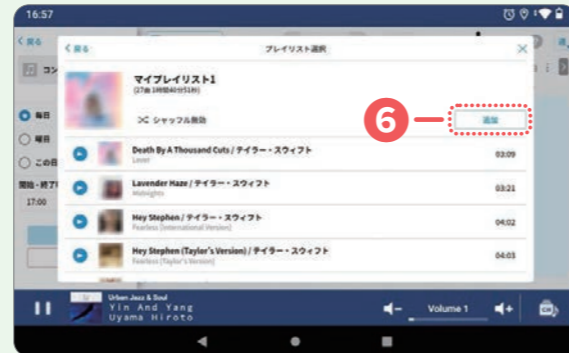 16:57
戻る
戻る
プレイリスト選択
コン
マイプレイリスト1
(27曲 1時間40分51秒)
シャッフル無効
追加
6
毎日
曜日
この日
開始-終了
17:00
Death By A Thousand Cuts / テイラー・スウィフト
Lover
03:09
Lavender Haze / テイラー・スウィフト
Midnights
03:21
Hey Stephen / テイラー・スウィフト
Fearless (International Version)
04:02
Hey Stephen (Taylor's Version) / テイラー・スウィフト
Fearless (Taylor's Version)
04:03
Urban Jazz & Soul
Yin And Yang
Uyama Hiroto
Volume 1
CH